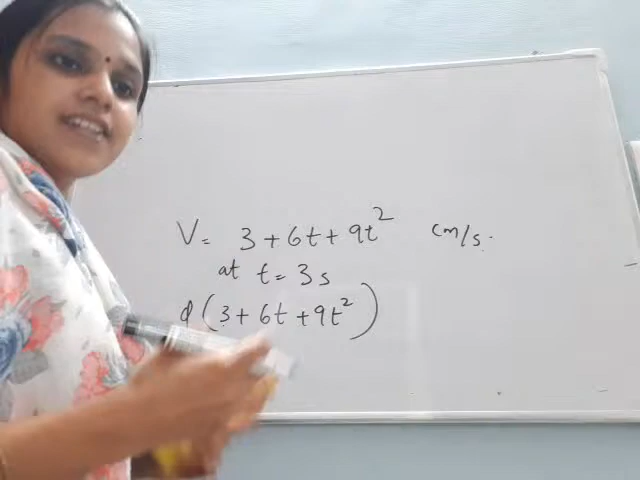 V = 3 + 6t + 9t² cm/s.
at t = 3s
d (3 + 6t + 9t²)